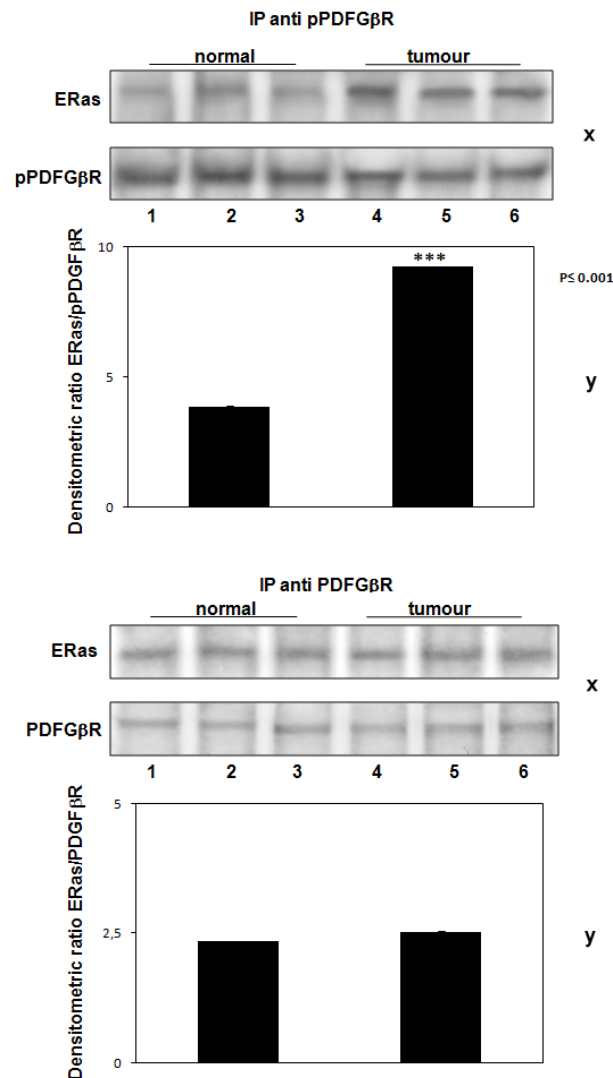 IP anti pPDFGβR
normal tumour
ERas
x
pPDFGβR
1 2 3 4 5 6
10
***
P≤ 0.001
Densitometric ratio ERas/pPDGFβR
5
y
0
IP anti PDFGβR
normal tumour
ERas
x
PDFGβR
1 2 3 4 5 6
5
Densitometric ratio ERas/PDGFβR
2,5
y
0